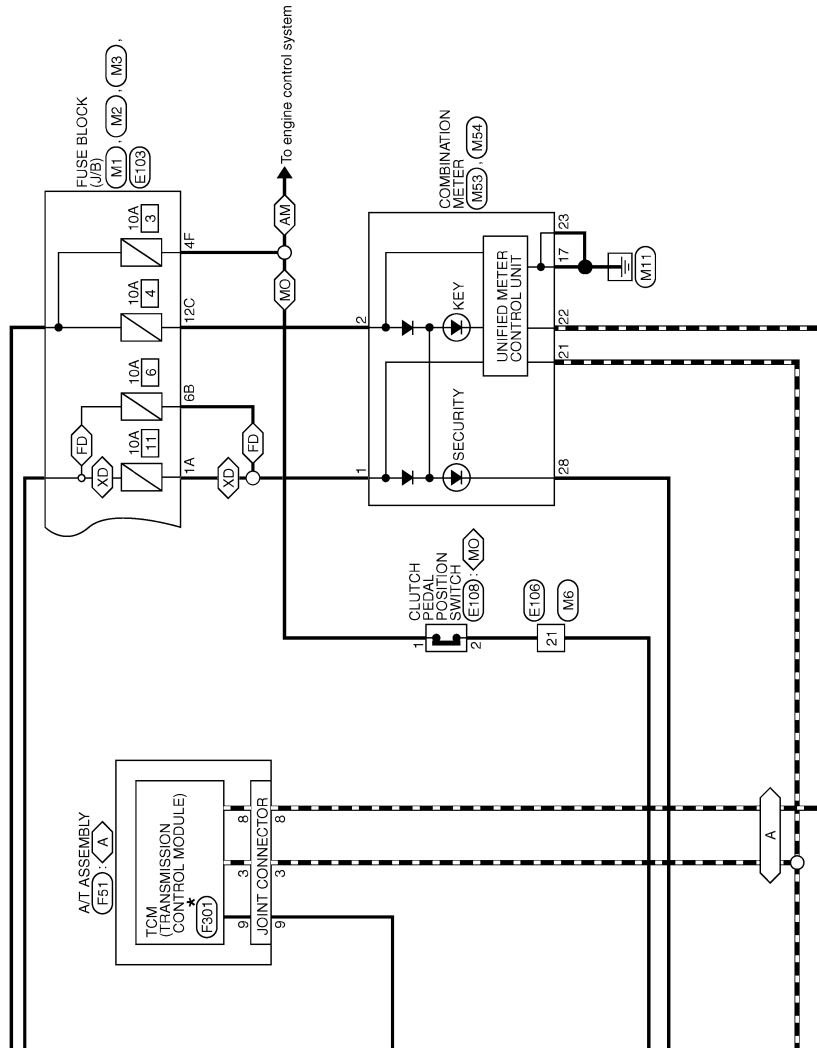 FUSE BLOCK
(J/B)
M1 , M2 , M3 ,
E103
10A
3
10A
4
10A
6
10A
11
4F
12C
6B
1A
FD
XD
FD
XD
AM
MO
To engine control system
COMBINATION
METER
M53 , M54
2
1
KEY
SECURITY
UNIFIED METER
CONTROL UNIT
23
17
22
21
28
M11
CLUTCH
PEDAL
POSITION
SWITCH
E108 : MO
1
2
E106
21
M6
A/T ASSEMBLY
F51 : A
TCM
(TRANSMISSION
CONTROL MODULE)
*
F301
JOINT CONNECTOR
9
3
8
9
3
8
A